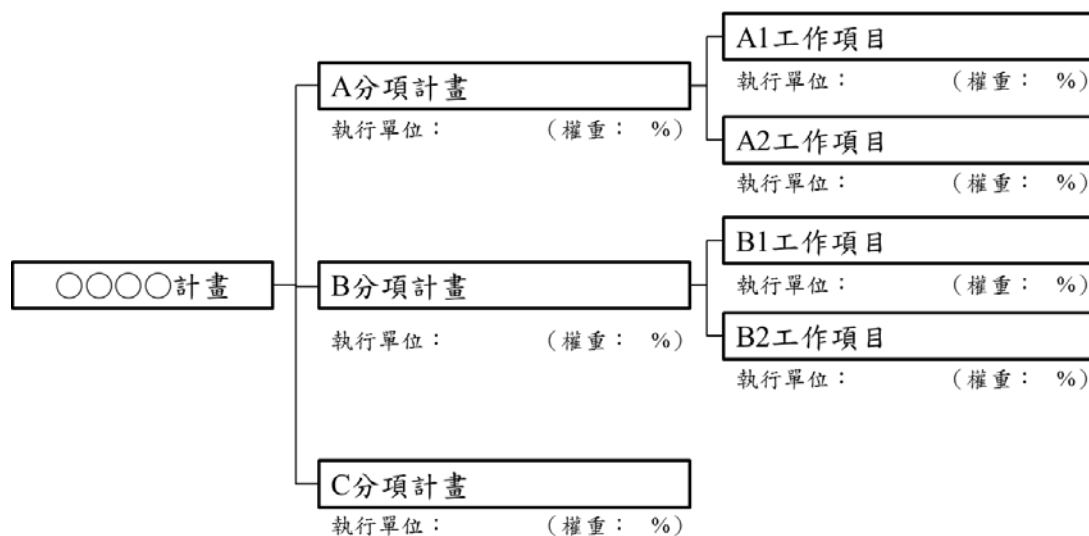 A1工作項目
執行單位： （權重： %）
A分項計畫
執行單位： （權重： %）
A2工作項目
執行單位： （權重： %）
B1工作項目
執行單位： （權重： %）
○○○○計畫
B分項計畫
執行單位： （權重： %）
B2工作項目
執行單位： （權重： %）
C分項計畫
執行單位： （權重： %）